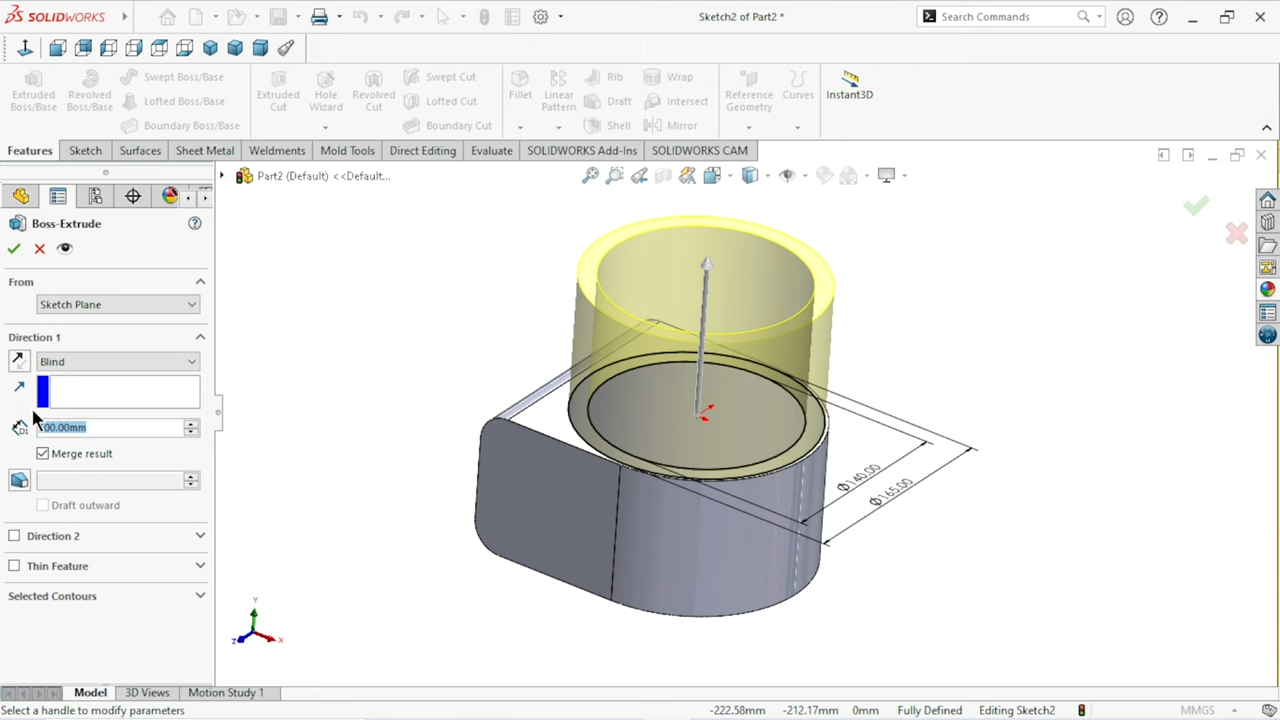 SOLIDWORKS
Sketch2 of Part2 *
Search Commands
Extruded Boss/Base
Revolved Boss/Base
Swept Boss/Base
Lofted Boss/Base
Boundary Boss/Base
Extruded Cut
Hole Wizard
Revolved Cut
Swept Cut
Lofted Cut
Boundary Cut
Fillet
Linear Pattern
Rib
Draft
Shell
Wrap
Intersect
Mirror
Reference Geometry
Curves
Instant3D
Features Sketch Surfaces Sheet Metal Weldments Mold Tools Direct Editing Evaluate SOLIDWORKS Add-Ins SOLIDWORKS CAM
Part2 (Default) <<Default...
Boss-Extrude
From
Sketch Plane
Direction 1
Blind
D1
00.00mm
Merge result
Draft outward
Direction 2
Thin Feature
Selected Contours
Ø140.00
Ø165.00
Y
Z
X
Model 3D Views Motion Study 1
Select a handle to modify parameters
-222.58mm -212.17mm 0mm Fully Defined Editing Sketch2 MMGS